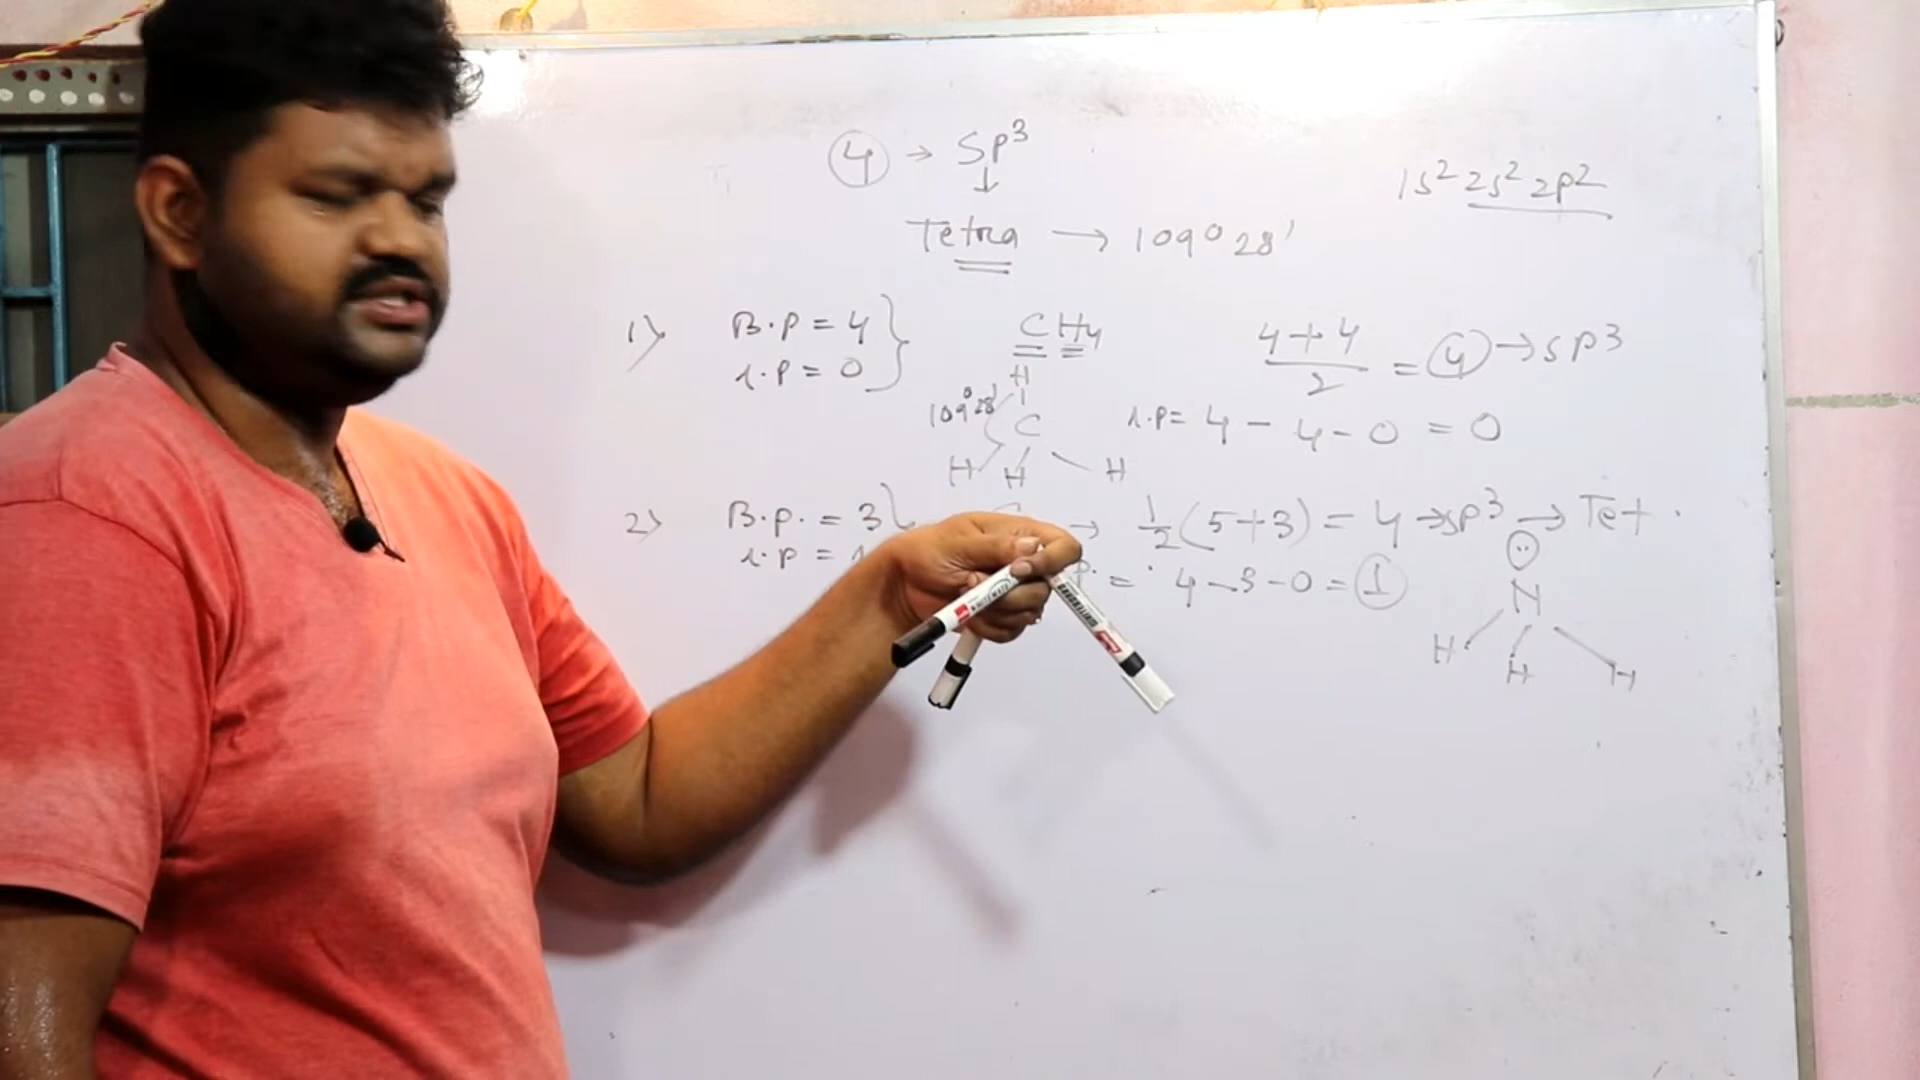 4 → SP³
↓
Tetra → 109° 28'
1s² 2s² 2p²
1) B.P = 4
l.p = 0
CH4
4+4 / 2 = 4 → SP3
H
109° 28'
C
H H H
l.p = 4 - 4 - 0 = 0
2) B.p. = 3
l.p =
→ 1/2 (5+3) = 4 → sp³ → Tet.
p. = 4 - 3 - 0 = 1
N
H H H
WHITEMATE